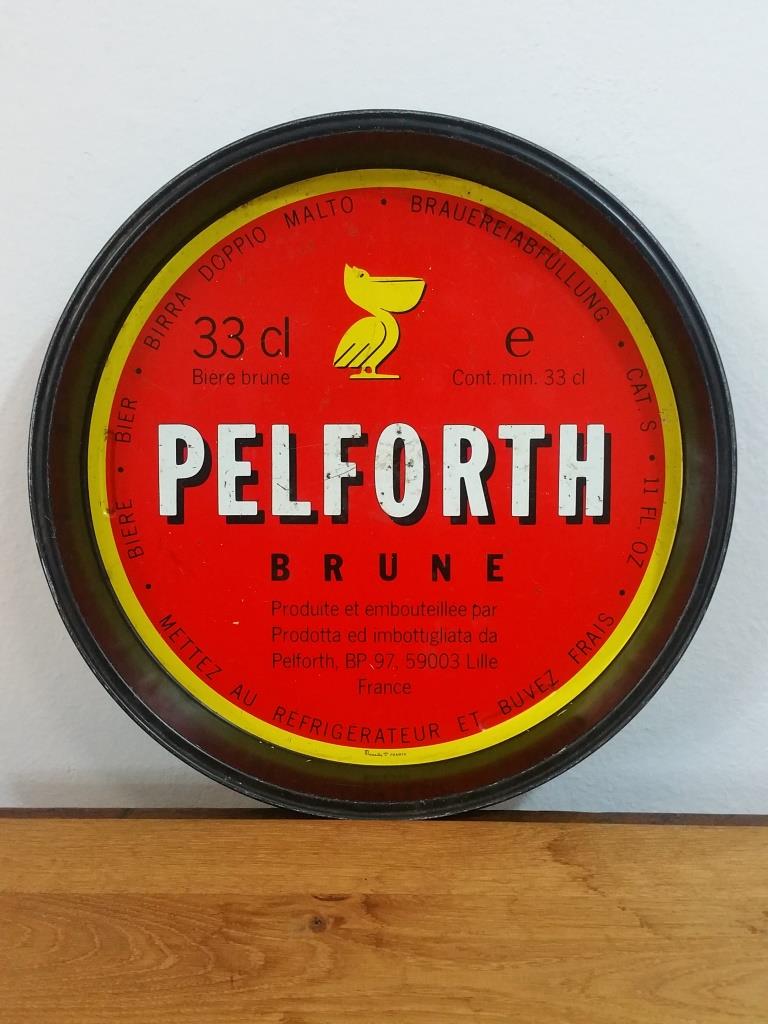 BIÈRE • BIER • BIRRA DOPPIO MALTO • BRAUEREIABFÜLLUNG • CAT. S • 11 FL. OZ •
33 cl
Bière brune
e
Cont. min. 33 cl
PELFORTH
BRUNE
Produite et embouteillee par
Prodotta ed imbottigliata da
Pelforth, BP 97. 59003 Lille
France
METTEZ AU REFRIGERATEUR ET BUVEZ FRAIS